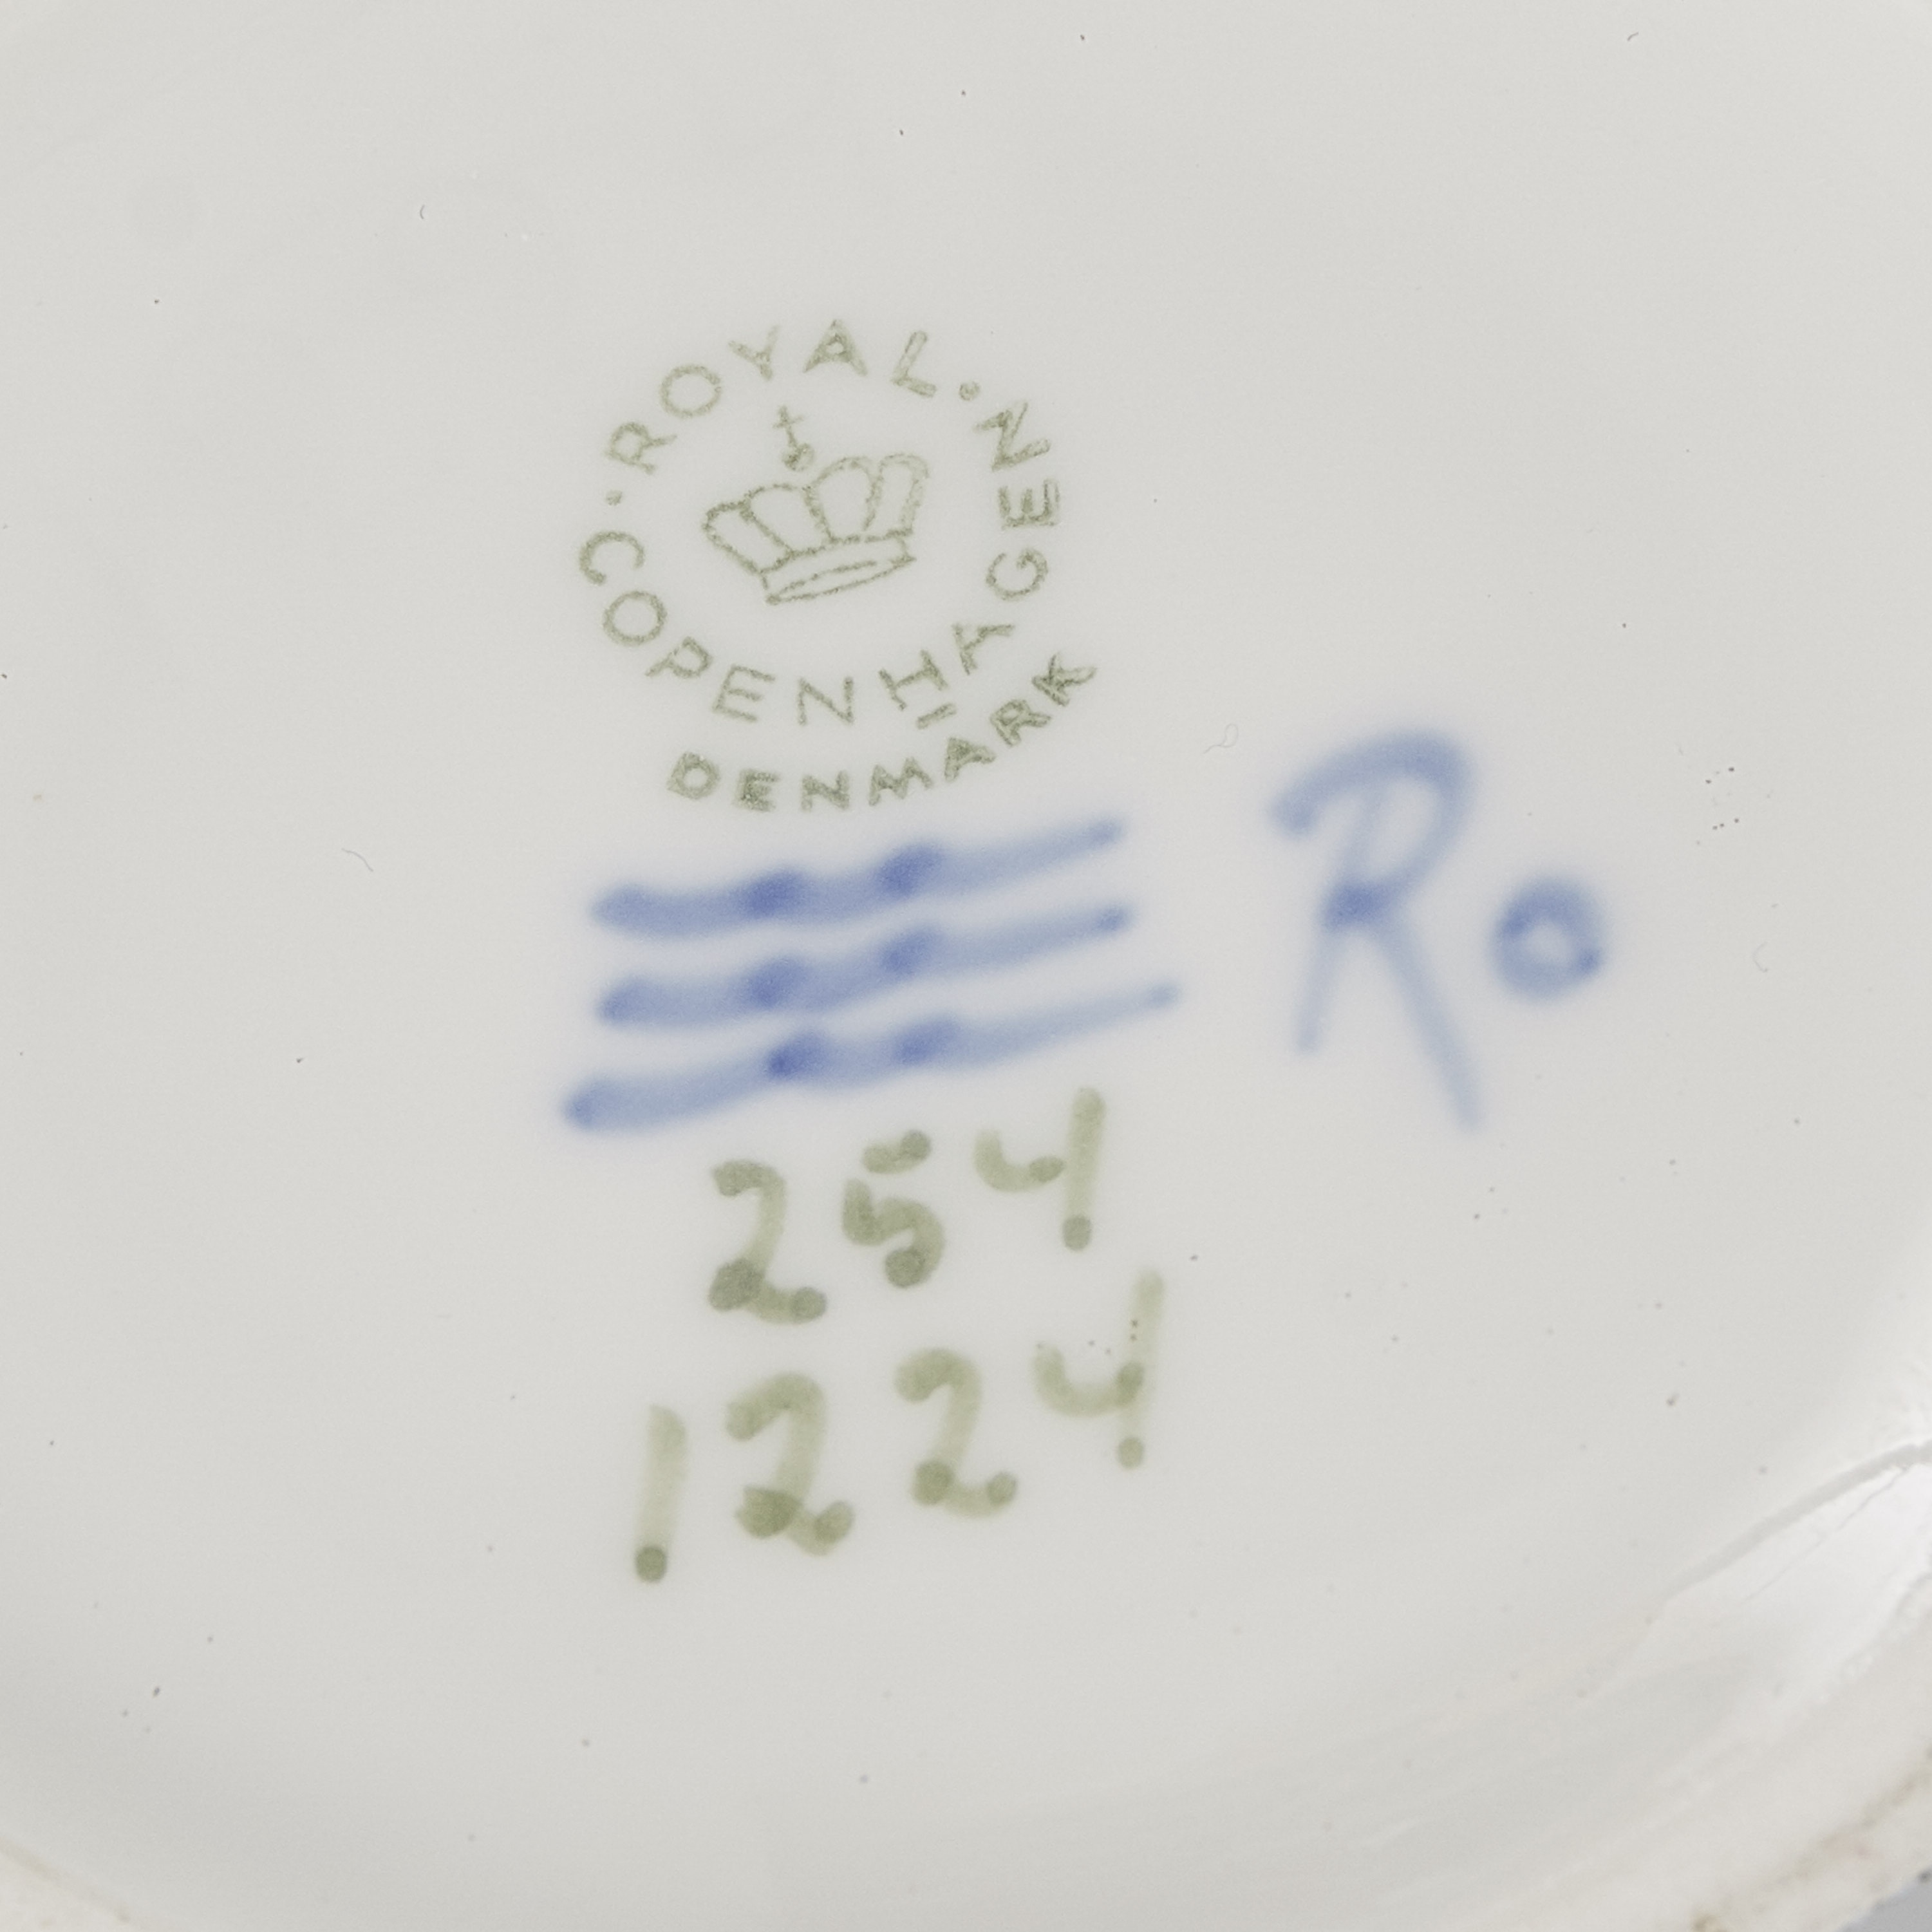 · ROYAL · COPENHAGEN
DENMARK
Ro
254
1224